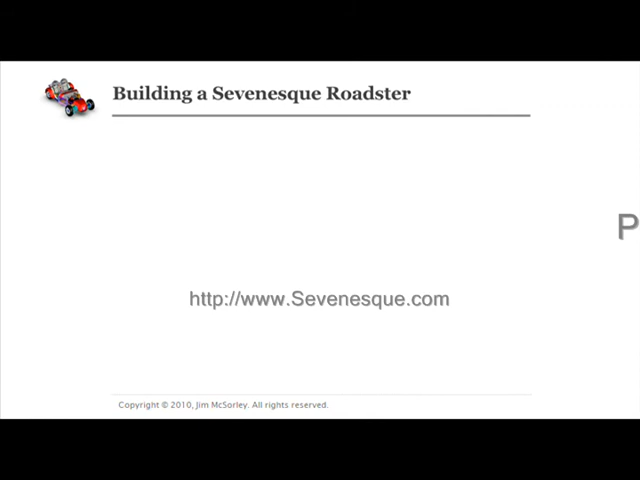 Building a Sevenesque Roadster
P
http://www.Sevenesque.com
Copyright © 2010, Jim McSorley. All rights reserved.